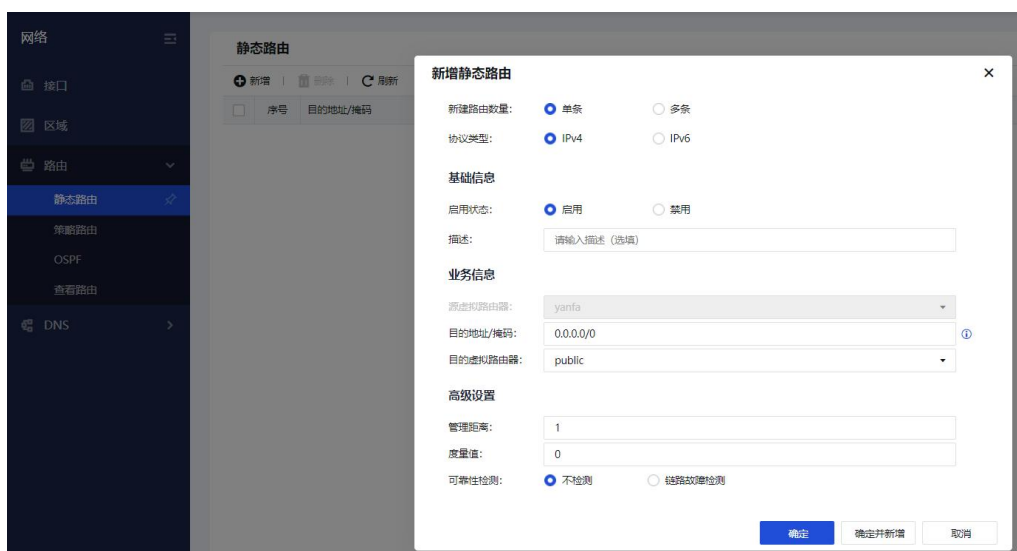 网络
接口
区域
路由
静态路由
策略路由
OSPF
查看路由
DNS
静态路由
新增 删除 刷新
序号 目的地址/掩码
新增静态路由
新建路由数量: 单条 多条
协议类型: IPv4 IPv6
基础信息
启用状态: 启用 禁用
描述: 请输入描述（选填）
业务信息
源虚拟路由器: yanfa
目的地址/掩码: 0.0.0.0/0
目的虚拟路由器: public
高级设置
管理距离: 1
度量值: 0
可靠性检测: 不检测 链路故障检测
确定 确定并新增 取消